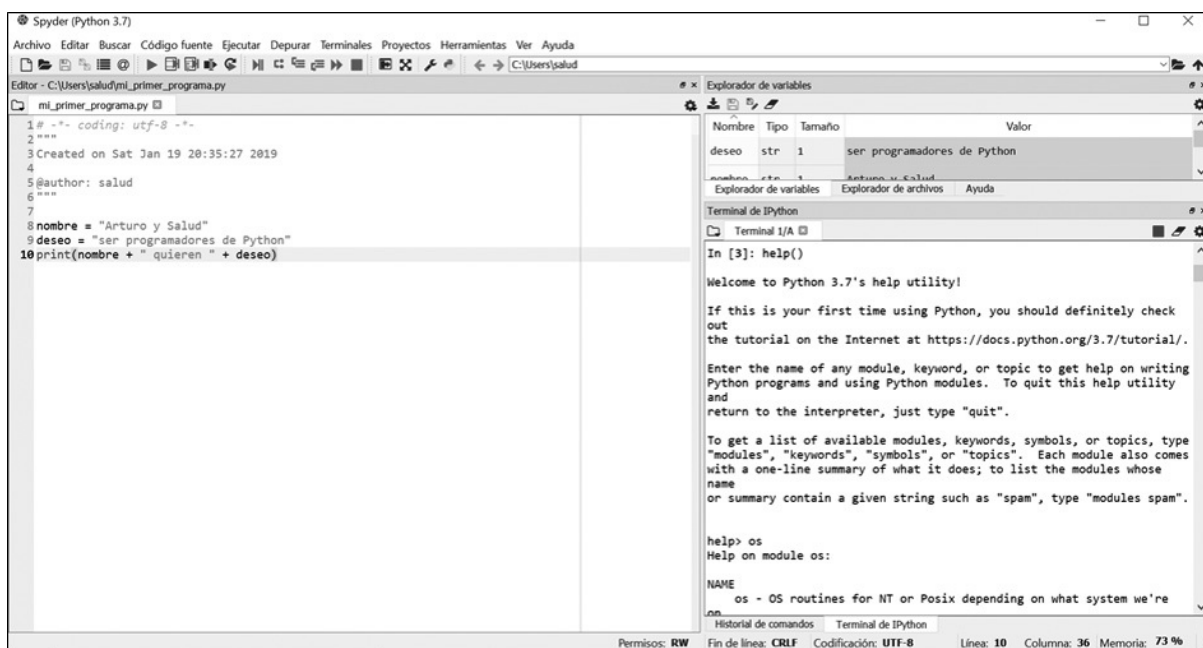 Spyder (Python 3.7)
Archivo Editar Buscar Código fuente Ejecutar Depurar Terminales Proyectos Herramientas Ver Ayuda
C:\Users\salud
Editor - C:\Users\salud\mi_primer_programa.py
mi_primer_programa.py
1 # -*- coding: utf-8 -*-
2 """
3 Created on Sat Jan 19 20:35:27 2019
4
5 @author: salud
6 """
7
8 nombre = "Arturo y Salud"
9 deseo = "ser programadores de Python"
10 print(nombre + " quieren " + deseo)
Explorador de variables
Nombre Tipo Tamaño Valor
deseo str 1 ser programadores de Python
nombre str 1 Arturo y Salud
Explorador de variables Explorador de archivos Ayuda
Terminal de IPython
Terminal 1/A
In [3]: help()
Welcome to Python 3.7's help utility!
If this is your first time using Python, you should definitely check
out
the tutorial on the Internet at https://docs.python.org/3.7/tutorial/.
Enter the name of any module, keyword, or topic to get help on writing
Python programs and using Python modules.  To quit this help utility
and
return to the interpreter, just type "quit".
To get a list of available modules, keywords, symbols, or topics, type
"modules", "keywords", "symbols", or "topics".  Each module also comes
with a one-line summary of what it does; to list the modules whose
name
or summary contain a given string such as "spam", type "modules spam".
help> os
Help on module os:
NAME
os - OS routines for NT or Posix depending on what system we're
on.
Historial de comandos Terminal de IPython
Permisos: RW Fin de línea: CRLF Codificación: UTF-8 Línea: 10 Columna: 36 Memoria: 73 %